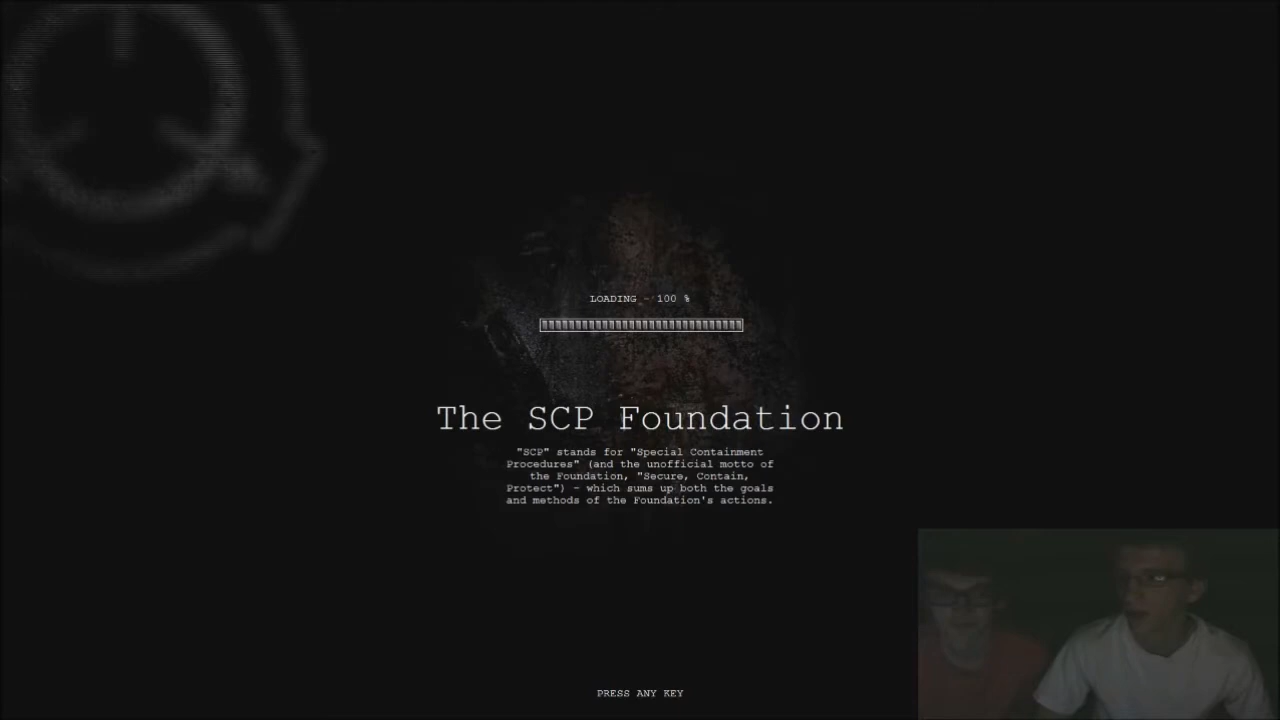 LOADING - 100 %
The SCP Foundation
"SCP" stands for "Special Containment
Procedures" (and the unofficial motto of
the Foundation, "Secure, Contain,
Protect") - which sums up both the goals
and methods of the Foundation's actions.
PRESS ANY KEY